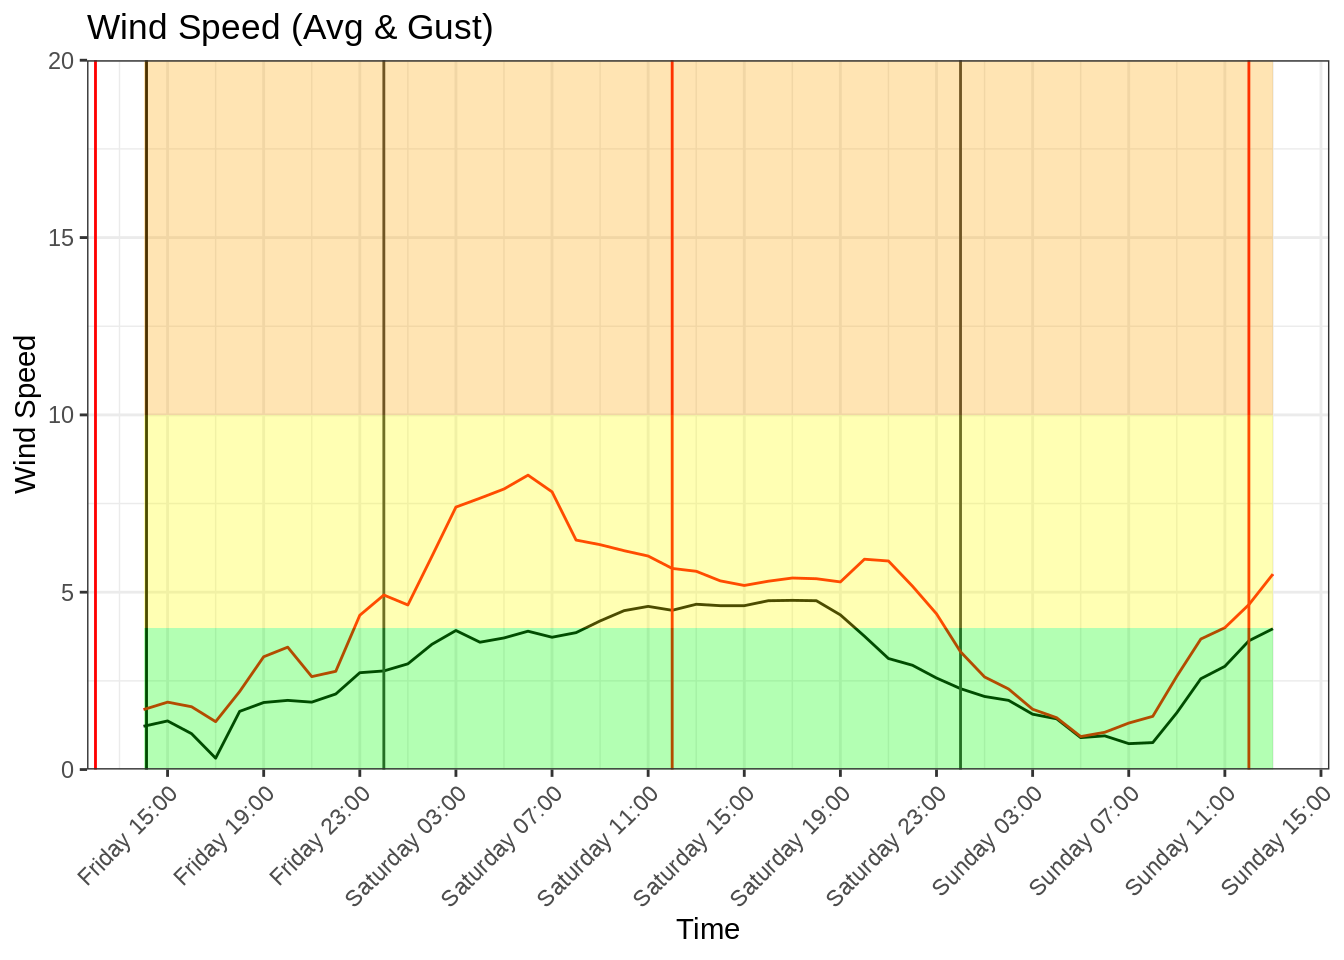 Wind Speed (Avg & Gust)
20
15
10
5
0
Wind Speed
Friday 15:00
Friday 19:00
Friday 23:00
Saturday 03:00
Saturday 07:00
Saturday 11:00
Saturday 15:00
Saturday 19:00
Saturday 23:00
Sunday 03:00
Sunday 07:00
Sunday 11:00
Sunday 15:00
Time